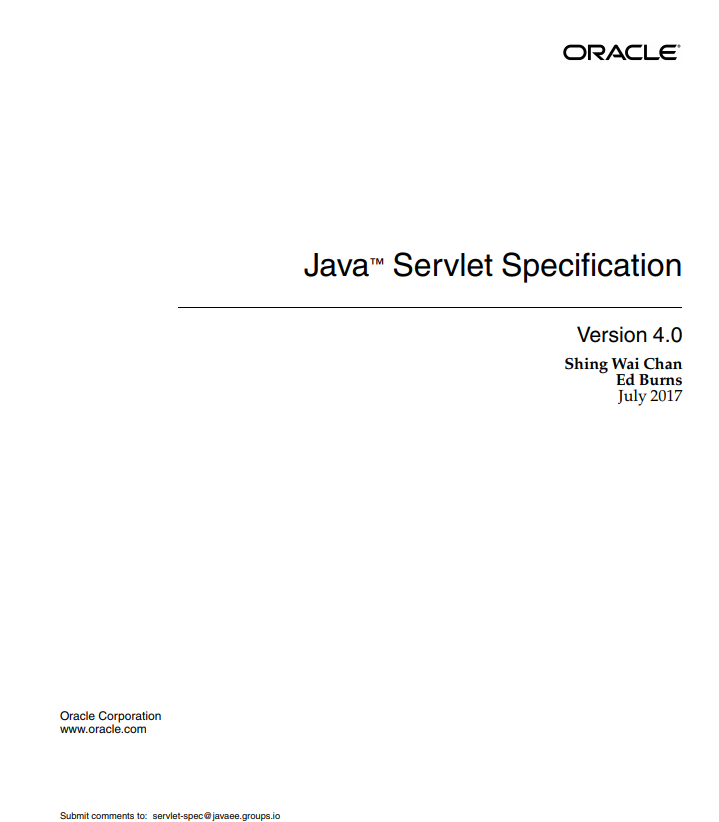 ORACLE®
Java™ Servlet Specification
Version 4.0
Shing Wai Chan
Ed Burns
July 2017
Oracle Corporation
www.oracle.com
Submit comments to: servlet-spec@javaee.groups.io